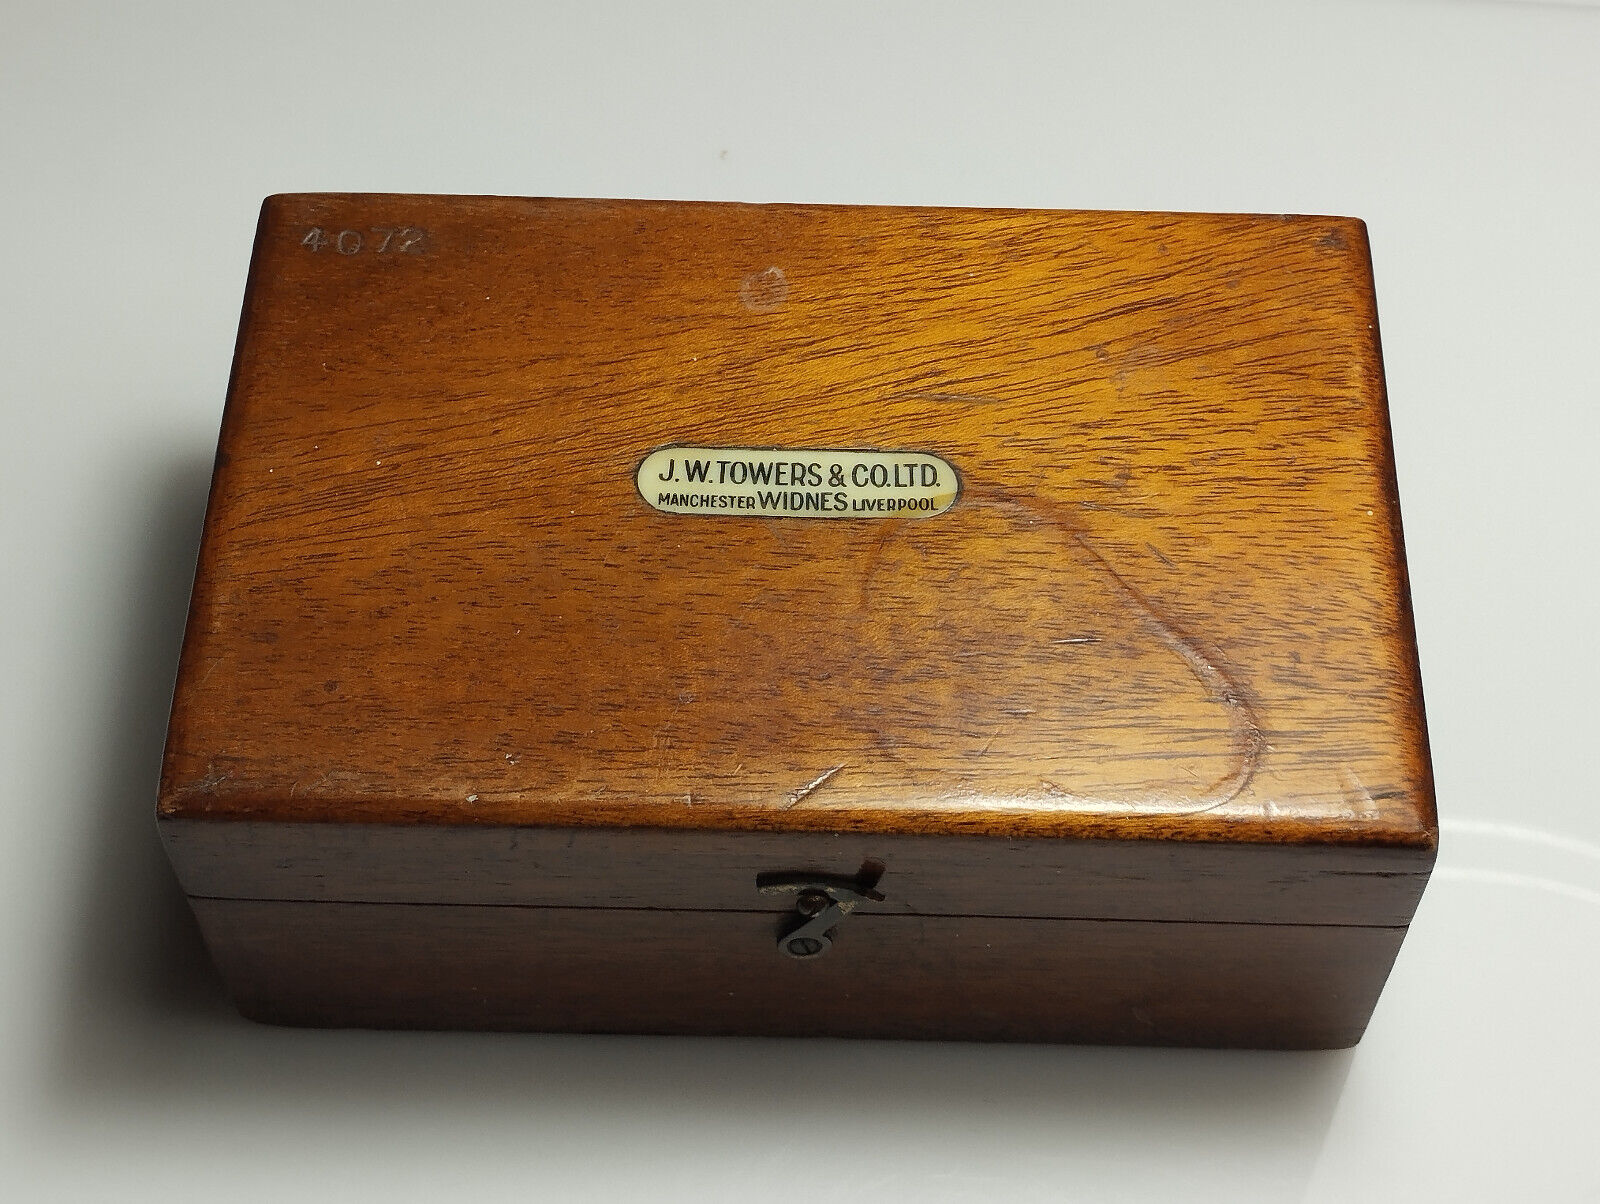 4072
J. W. TOWERS & CO. LTD.
MANCHESTER WIDNES LIVERPOOL